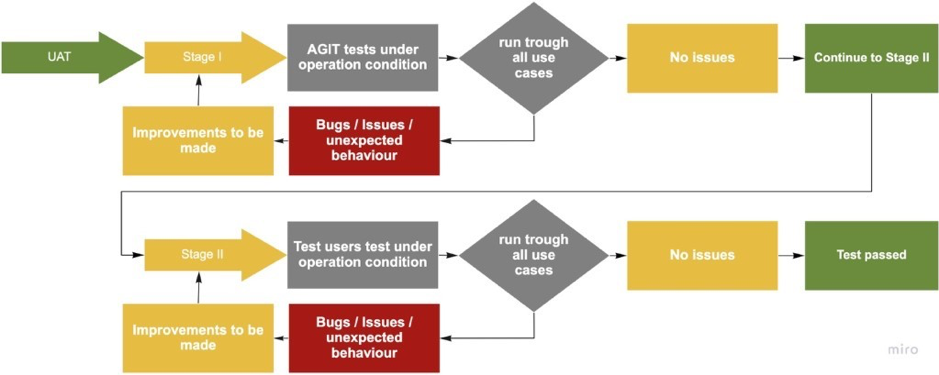 UAT
Stage I
AGIT tests under
operation condition
run trough
all use
cases
No issues
Continue to Stage II
Improvements to be
made
Bugs / Issues /
unexpected
behaviour
Stage II
Test users test under
operation condition
run trough
all use
cases
No issues
Test passed
Improvements to be
made
Bugs / Issues /
unexpected
behaviour
miro